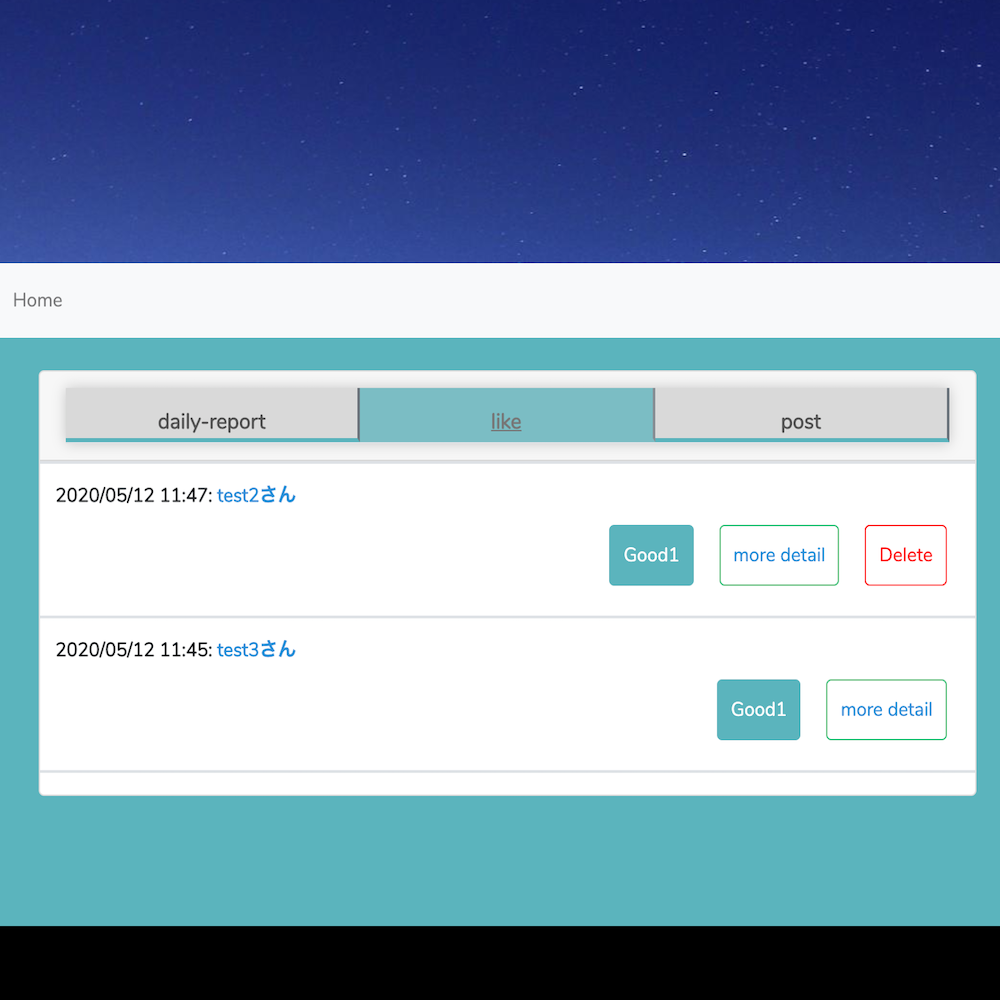 Home
daily-report like post
2020/05/12 11:47: test2さん
Good1 more detail Delete
2020/05/12 11:45: test3さん
Good1 more detail